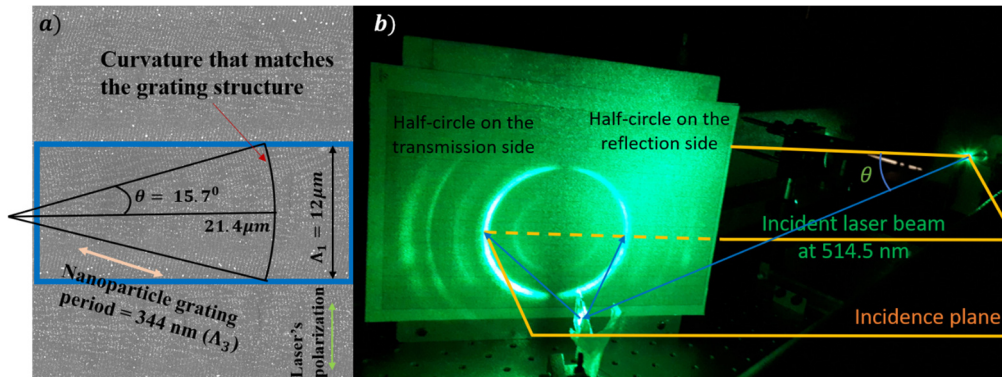 a)
Curvature that matches
the grating structure
θ = 15.7⁰
21.4μm
Λ₁ = 12μm
Nanoparticle grating
period = 344 nm (Λ₃)
Laser's
polarization
b)
Half-circle on the
transmission side
Half-circle on the
reflection side
θ
Incident laser beam
at 514.5 nm
Incidence plane